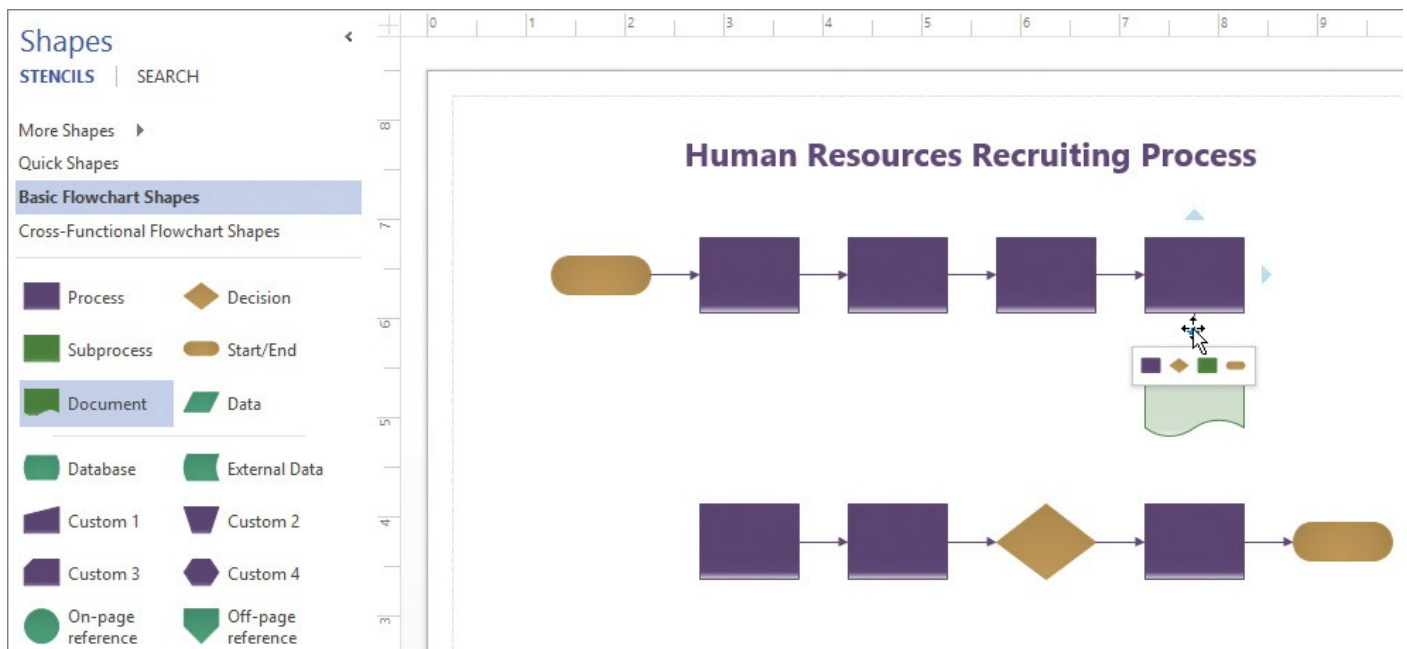 Shapes
STENCILS | SEARCH
More Shapes
Quick Shapes
Basic Flowchart Shapes
Cross-Functional Flowchart Shapes
Process Decision
Subprocess Start/End
Document Data
Database External Data
Custom 1 Custom 2
Custom 3 Custom 4
On-page Off-page
reference reference
0 1 2 3 4 5 6 7 8 9
8
7
6
5
4
3
Human Resources Recruiting Process